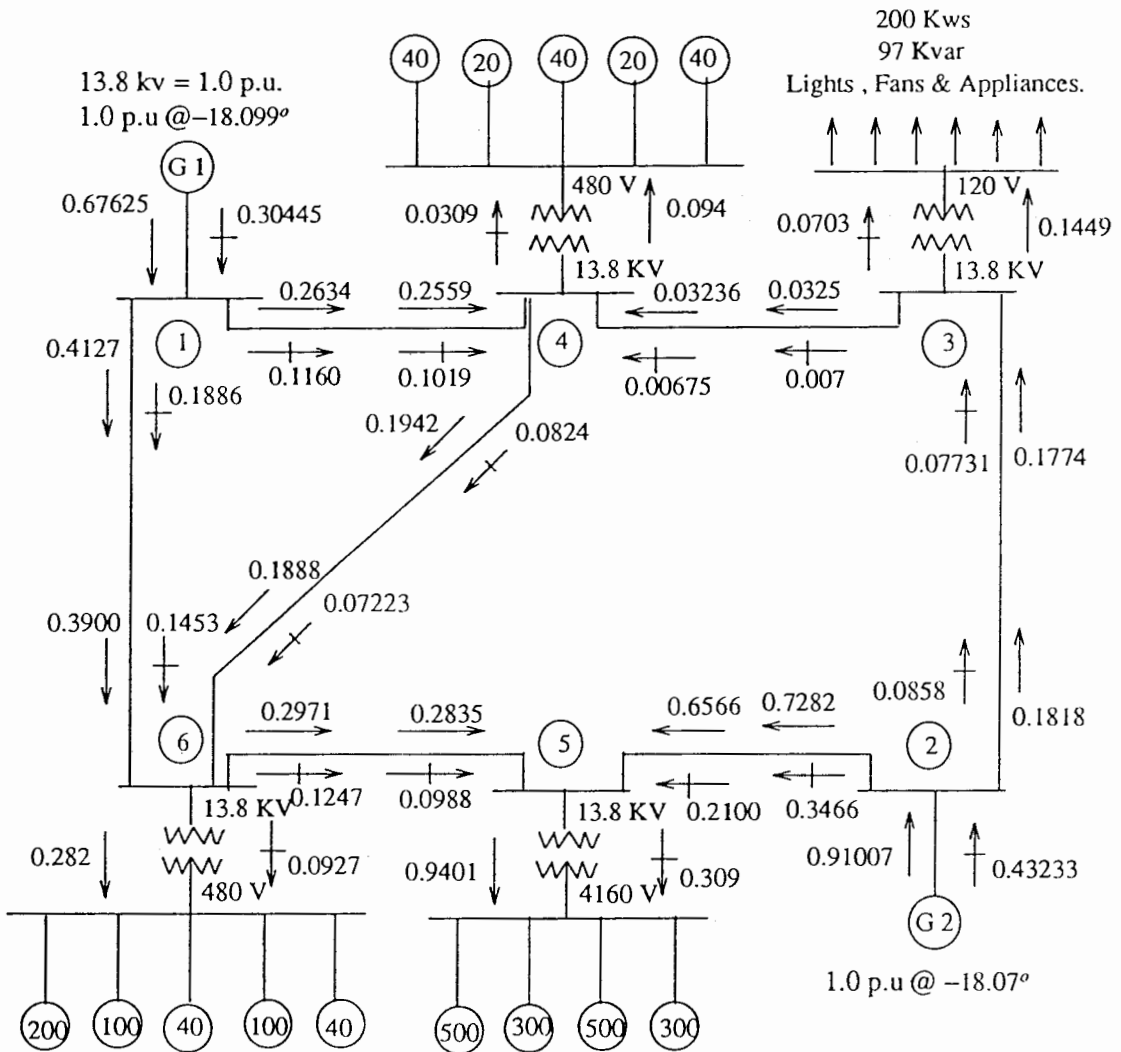 200 Kws
97 Kvar
Lights , Fans & Appliances.
13.8 kv = 1.0 p.u.
1.0 p.u @ −18.099º
40 20 40 20 40
G 1
480 V
120 V
0.67625
0.30445
0.0309
0.094
0.0703
0.1449
13.8 KV
13.8 KV
0.2634
0.2559
0.03236
0.0325
1
4
3
0.4127
0.1886
0.1160
0.1019
0.00675
0.007
0.1942
0.0824
0.07731
0.1774
0.1888
0.07223
0.3900
0.1453
0.0858
0.1818
6
0.2971
0.2835
5
0.6566
0.7282
2
0.1247
0.0988
0.2100
0.3466
13.8 KV
13.8 KV
0.282
0.0927
0.9401
0.309
0.91007
0.43233
480 V
4160 V
G 2
1.0 p.u @ −18.07º
200 100 40 100 40
500 300 500 300